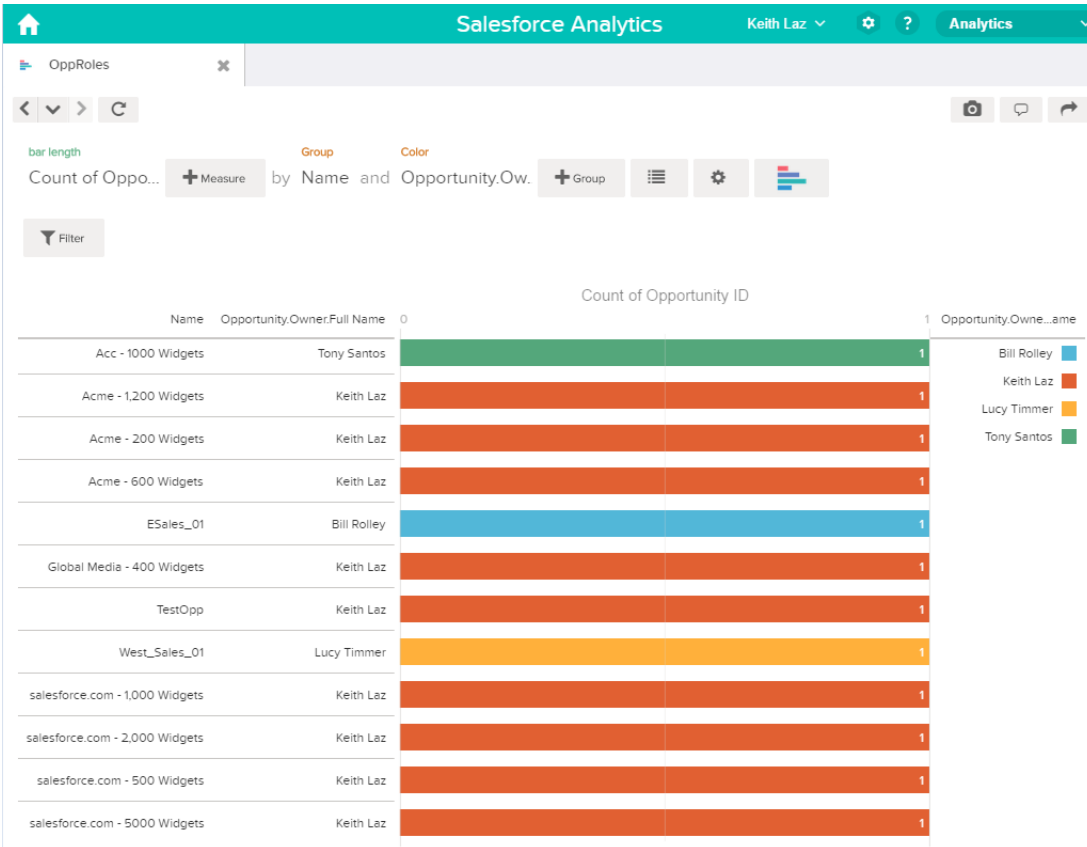 Salesforce Analytics Keith Laz ? Analytics
OppRoles
bar length Group Color
Count of Oppo... Measure by Name and Opportunity.Ow. Group
Filter
Count of Opportunity ID
Name Opportunity.Owner.Full Name 0 1 Opportunity.Owne...ame
Acc - 1000 Widgets Tony Santos 1 Bill Rolley
Keith Laz
Acme - 1,200 Widgets Keith Laz 1
Lucy Timmer
Acme - 200 Widgets Keith Laz 1 Tony Santos
Acme - 600 Widgets Keith Laz 1
ESales_01 Bill Rolley 1
Global Media - 400 Widgets Keith Laz 1
TestOpp Keith Laz 1
West_Sales_01 Lucy Timmer 1
salesforce.com - 1,000 Widgets Keith Laz 1
salesforce.com - 2,000 Widgets Keith Laz 1
salesforce.com - 500 Widgets Keith Laz 1
salesforce.com - 5000 Widgets Keith Laz 1